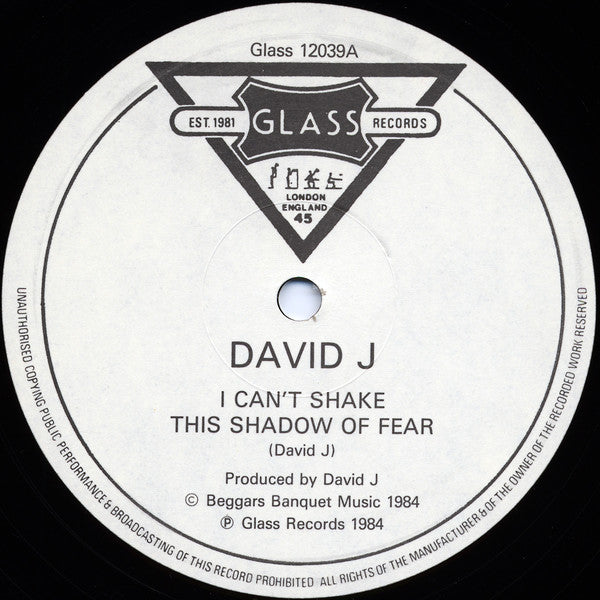 Glass 12039A
EST. 1981 GLASS RECORDS
LONDON
ENGLAND
45
DAVID J
I CAN'T SHAKE
THIS SHADOW OF FEAR
(David J)
Produced by David J
© Beggars Banquet Music 1984
℗ Glass Records 1984
UNAUTHORISED COPYING PUBLIC PERFORMANCE & BROADCASTING OF THIS RECORD PROHIBITED ALL RIGHTS OF THE MANUFACTURER & OF THE OWNER OF THE RECORDED WORK RESERVED